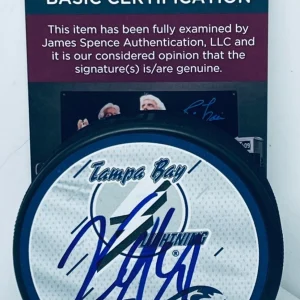 BASIC CERTIFICATION
This item has been fully examined by
James Spence Authentication, LLC and
it is our considered opinion that the
signature(s) is/are genuine.
Tampa Bay
LIGHTNING